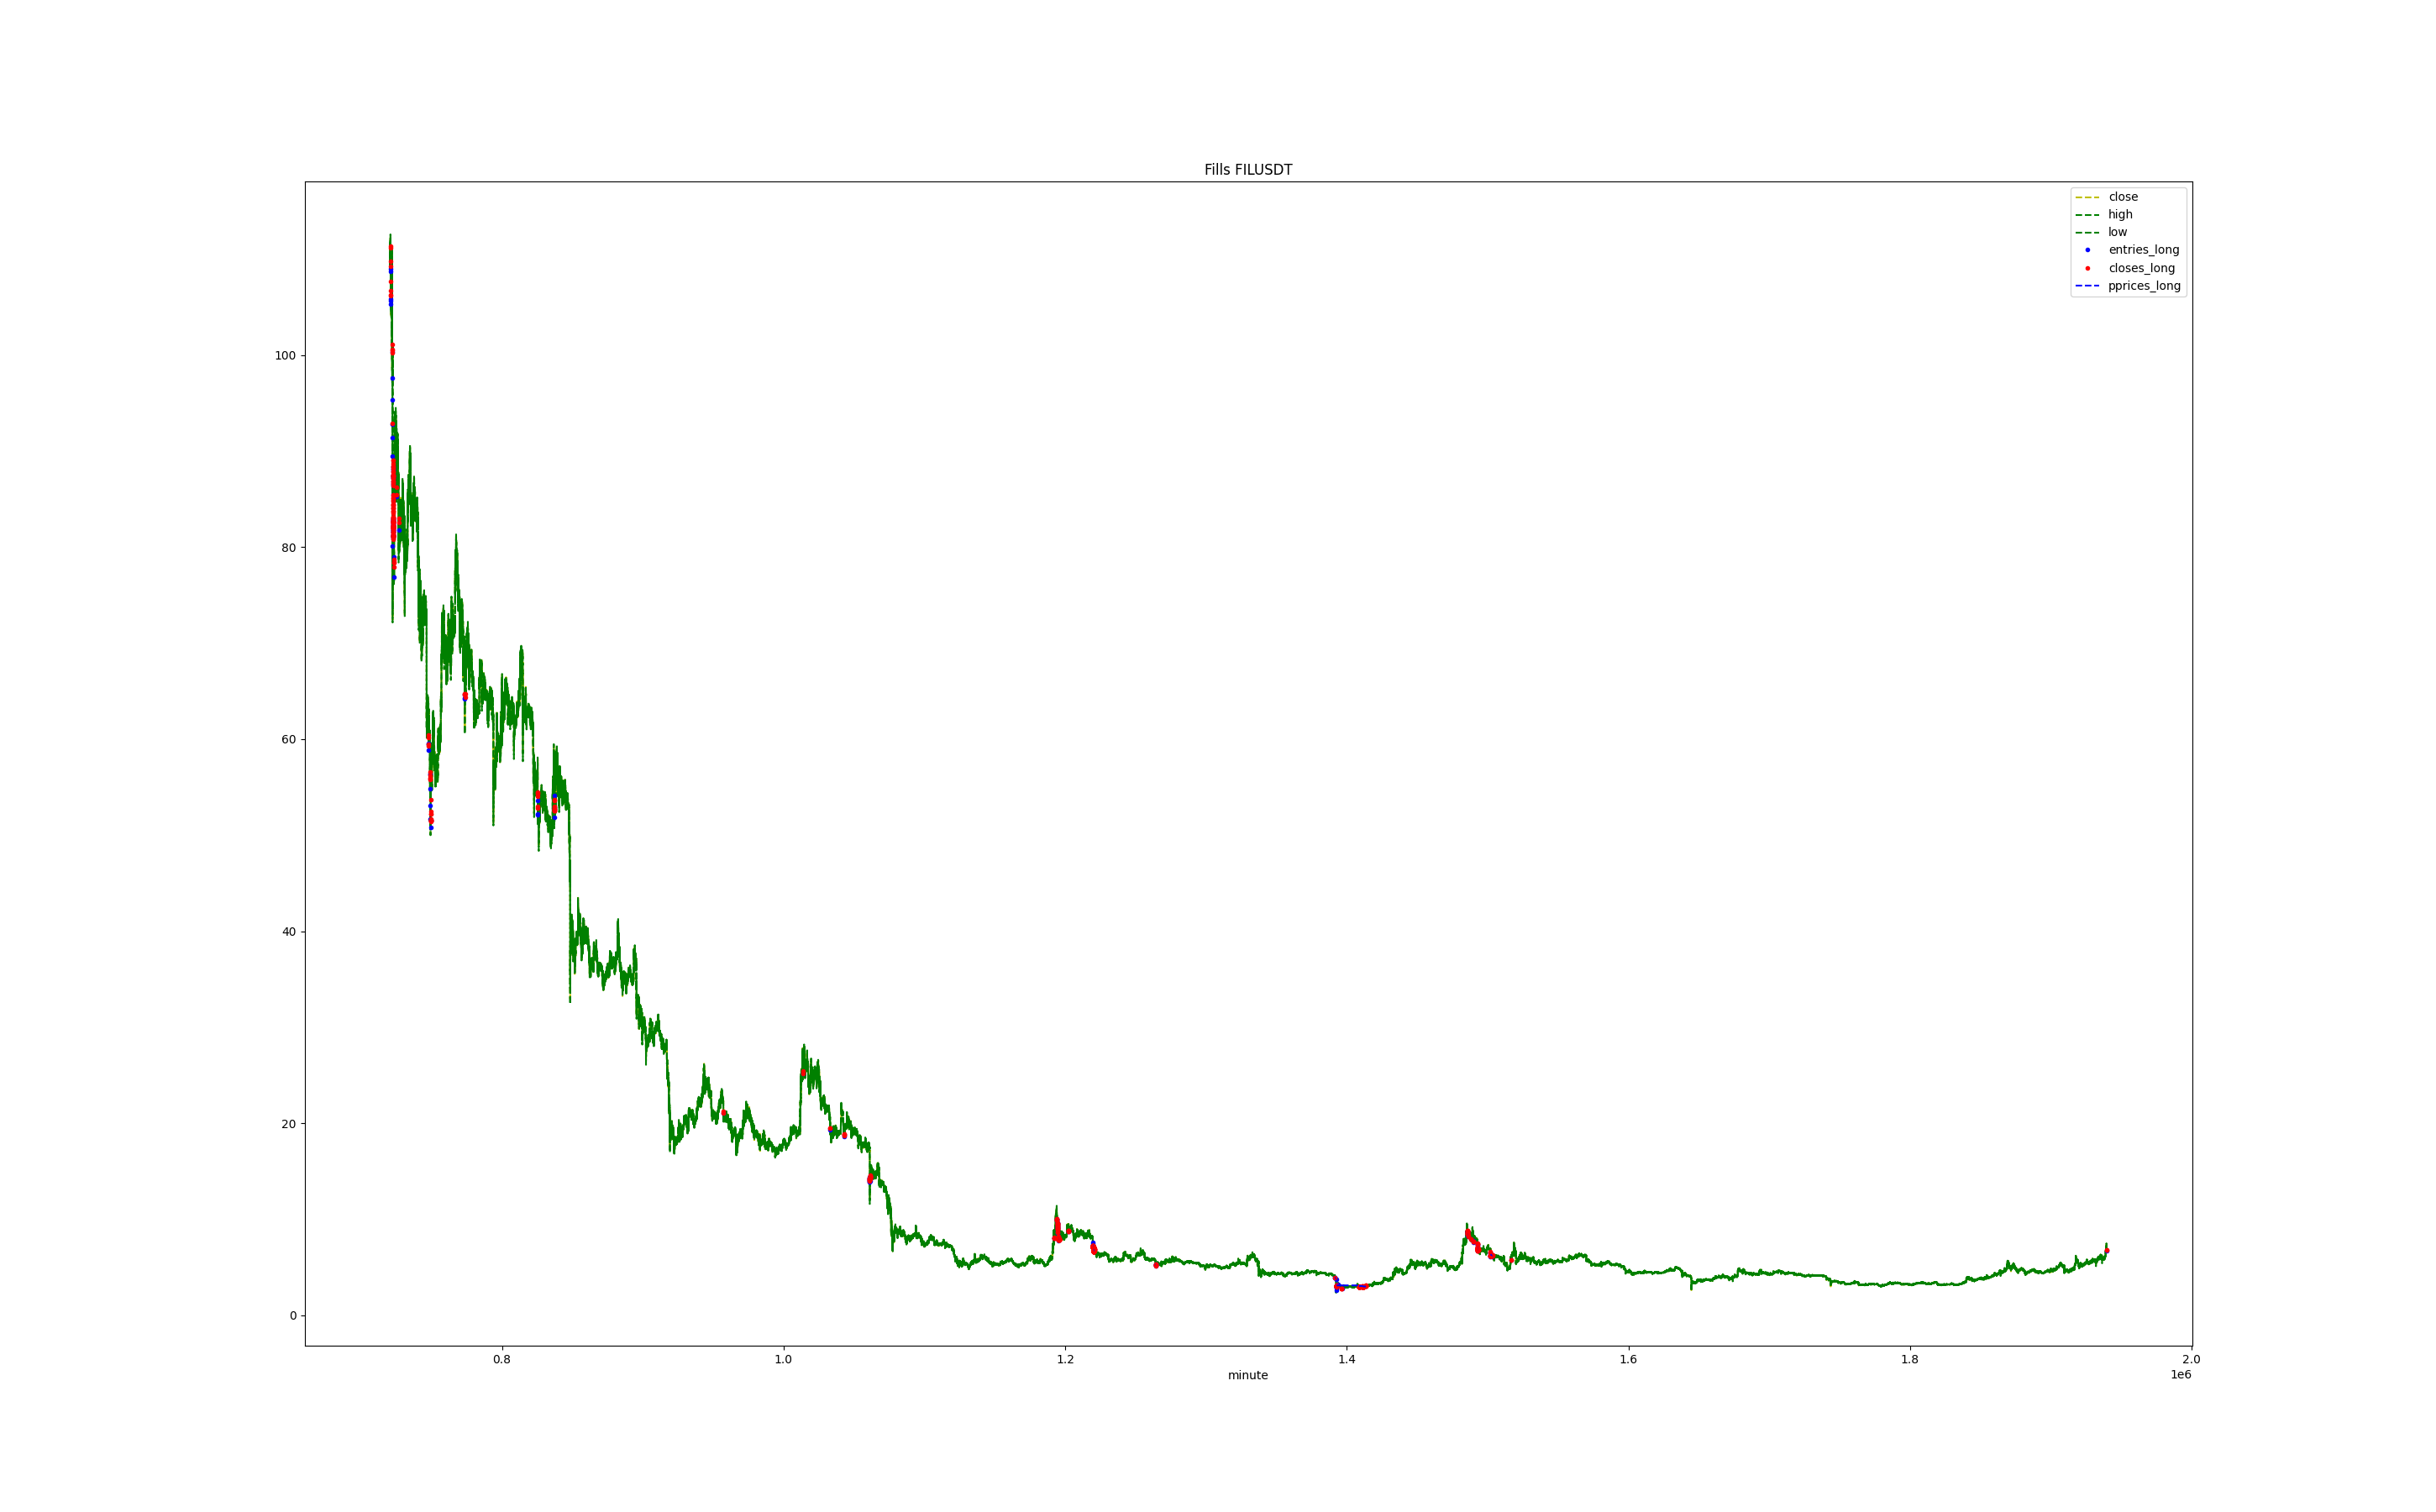 Fills FILUSDT
close
high
low
entries_long
closes_long
pprices_long
100
80
60
40
20
0
0.8 1.0 1.2 1.4 1.6 1.8 2.0
minute 1e6